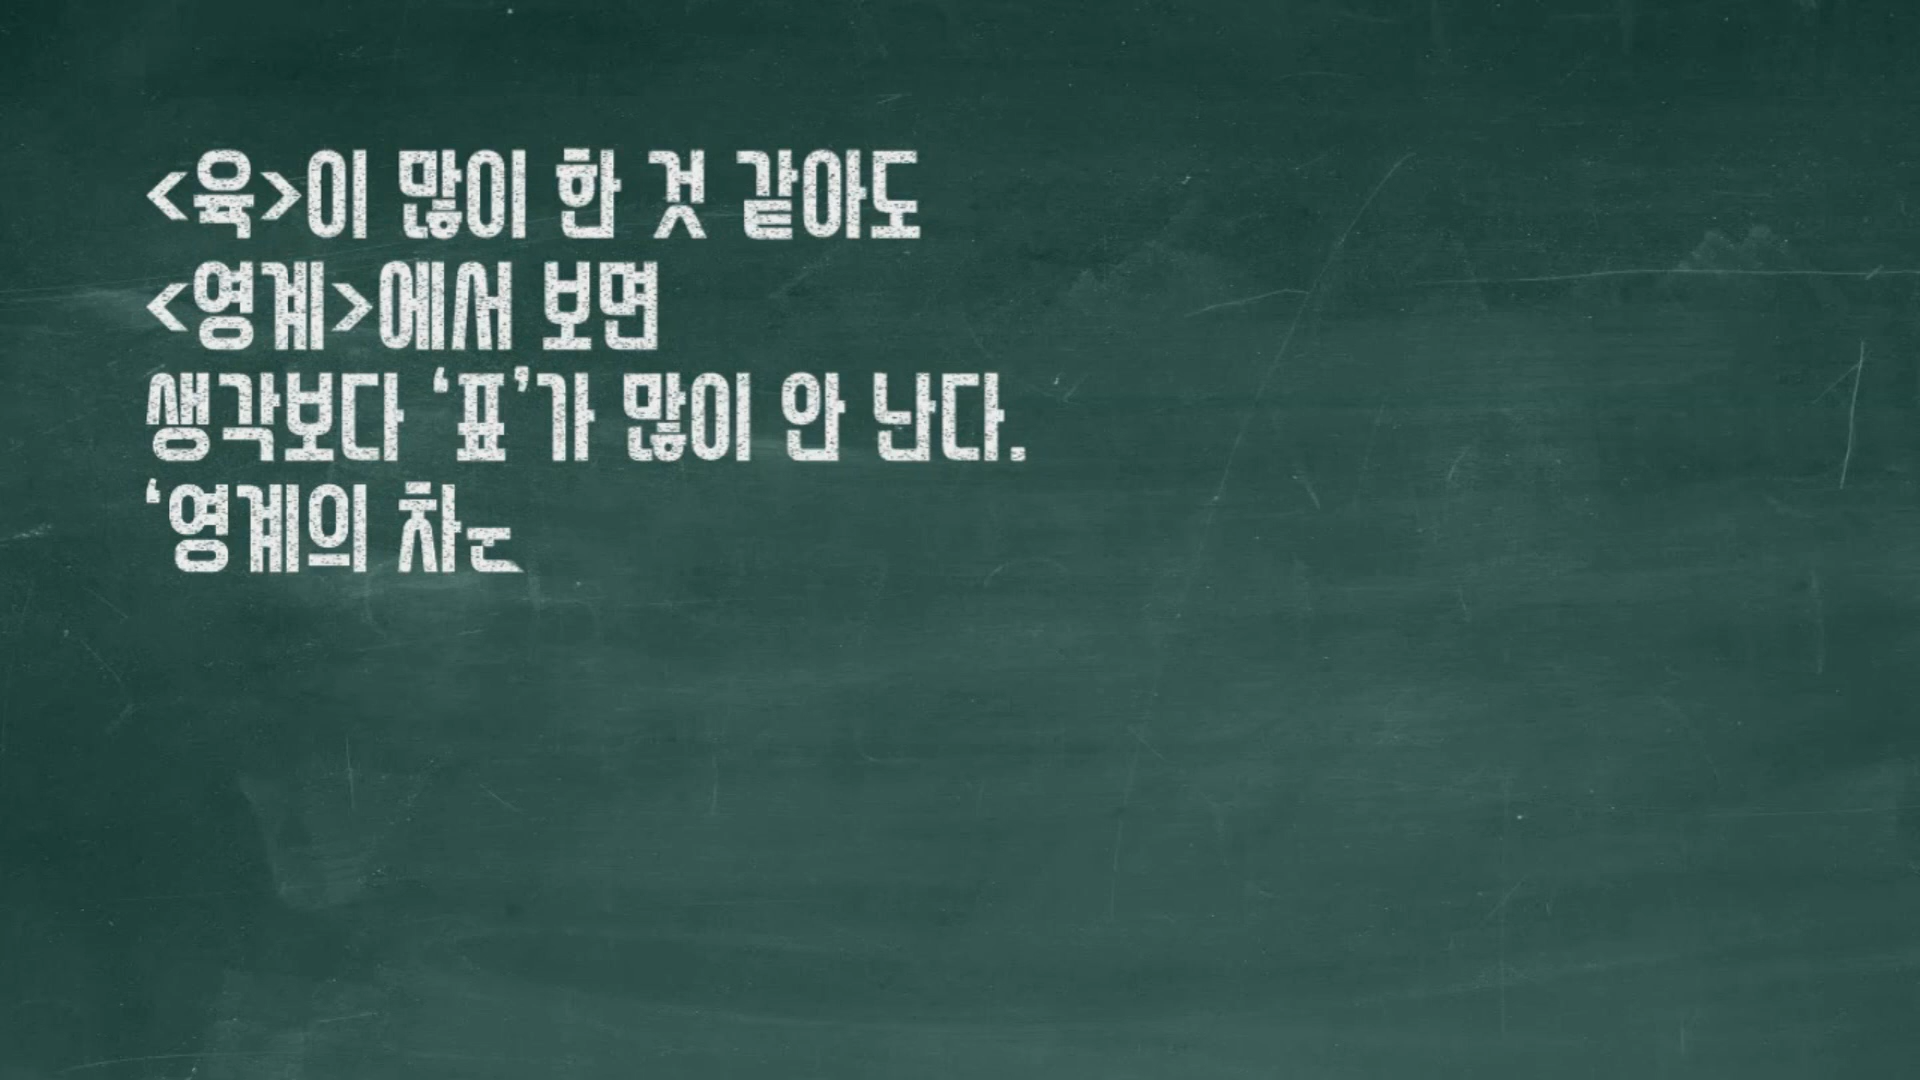 <육>이 많이 한 것 같아도
<영계>에서 보면
생각보다 ‘표’가 많이 안 난다.
‘영계의